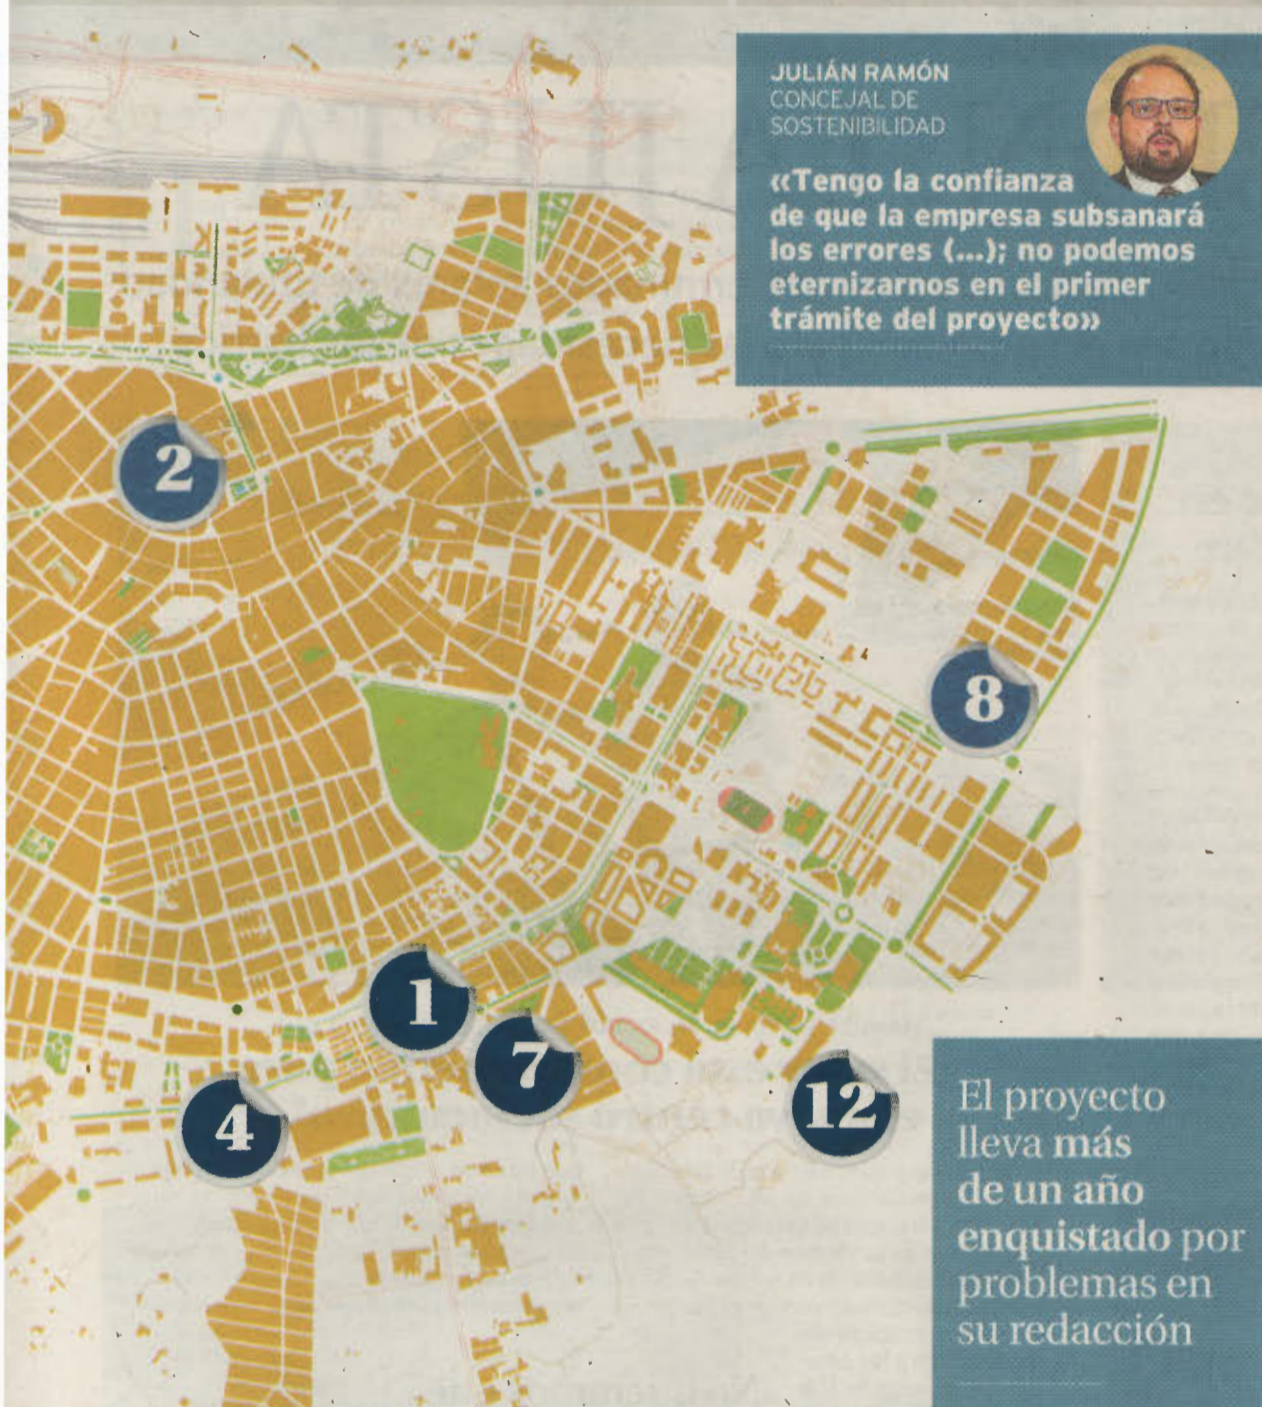 JULIÁN RAMÓN
CONCEJAL DE
SOSTENIBILIDAD
«Tengo la confianza
de que la empresa subsanará
los errores (...); no podemos
eternizarnos en el primer
trámite del proyecto»
2
8
1
7
4
12
El proyecto
lleva más
de un año
enquistado por
problemas en
su redacción